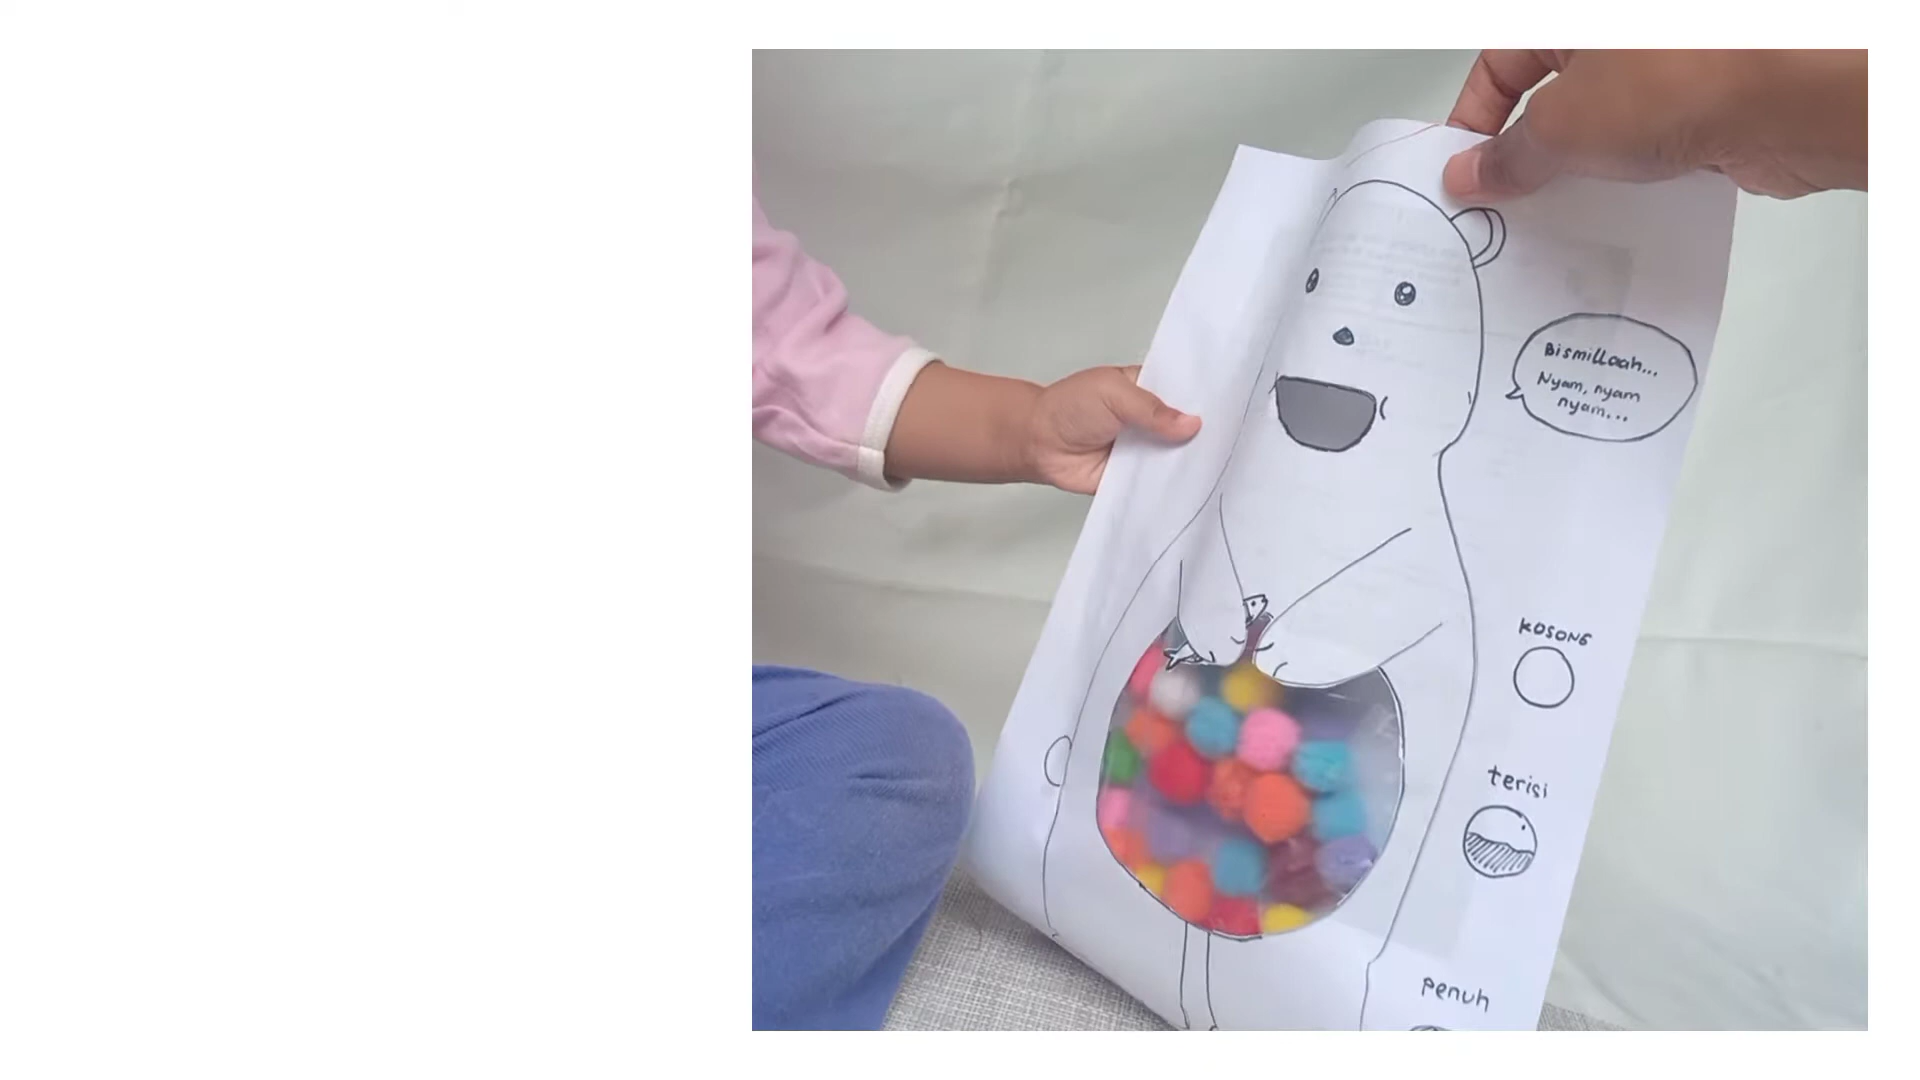 Bismillaah...
Nyam, nyam
nyam...
KOSONG
terisi
penuh